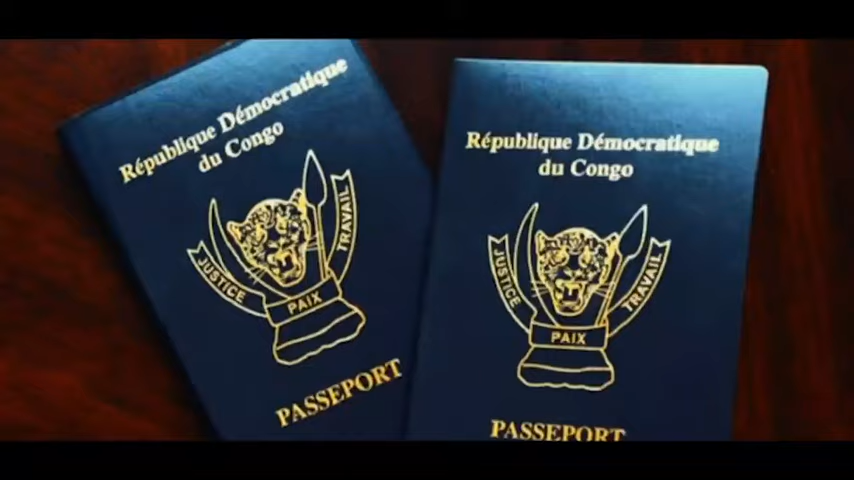 République Démocratique
du Congo
JUSTICE
PAIX
TRAVAIL
PASSEPORT
République Démocratique
du Congo
JUSTICE
PAIX
TRAVAIL
PASSEPORT